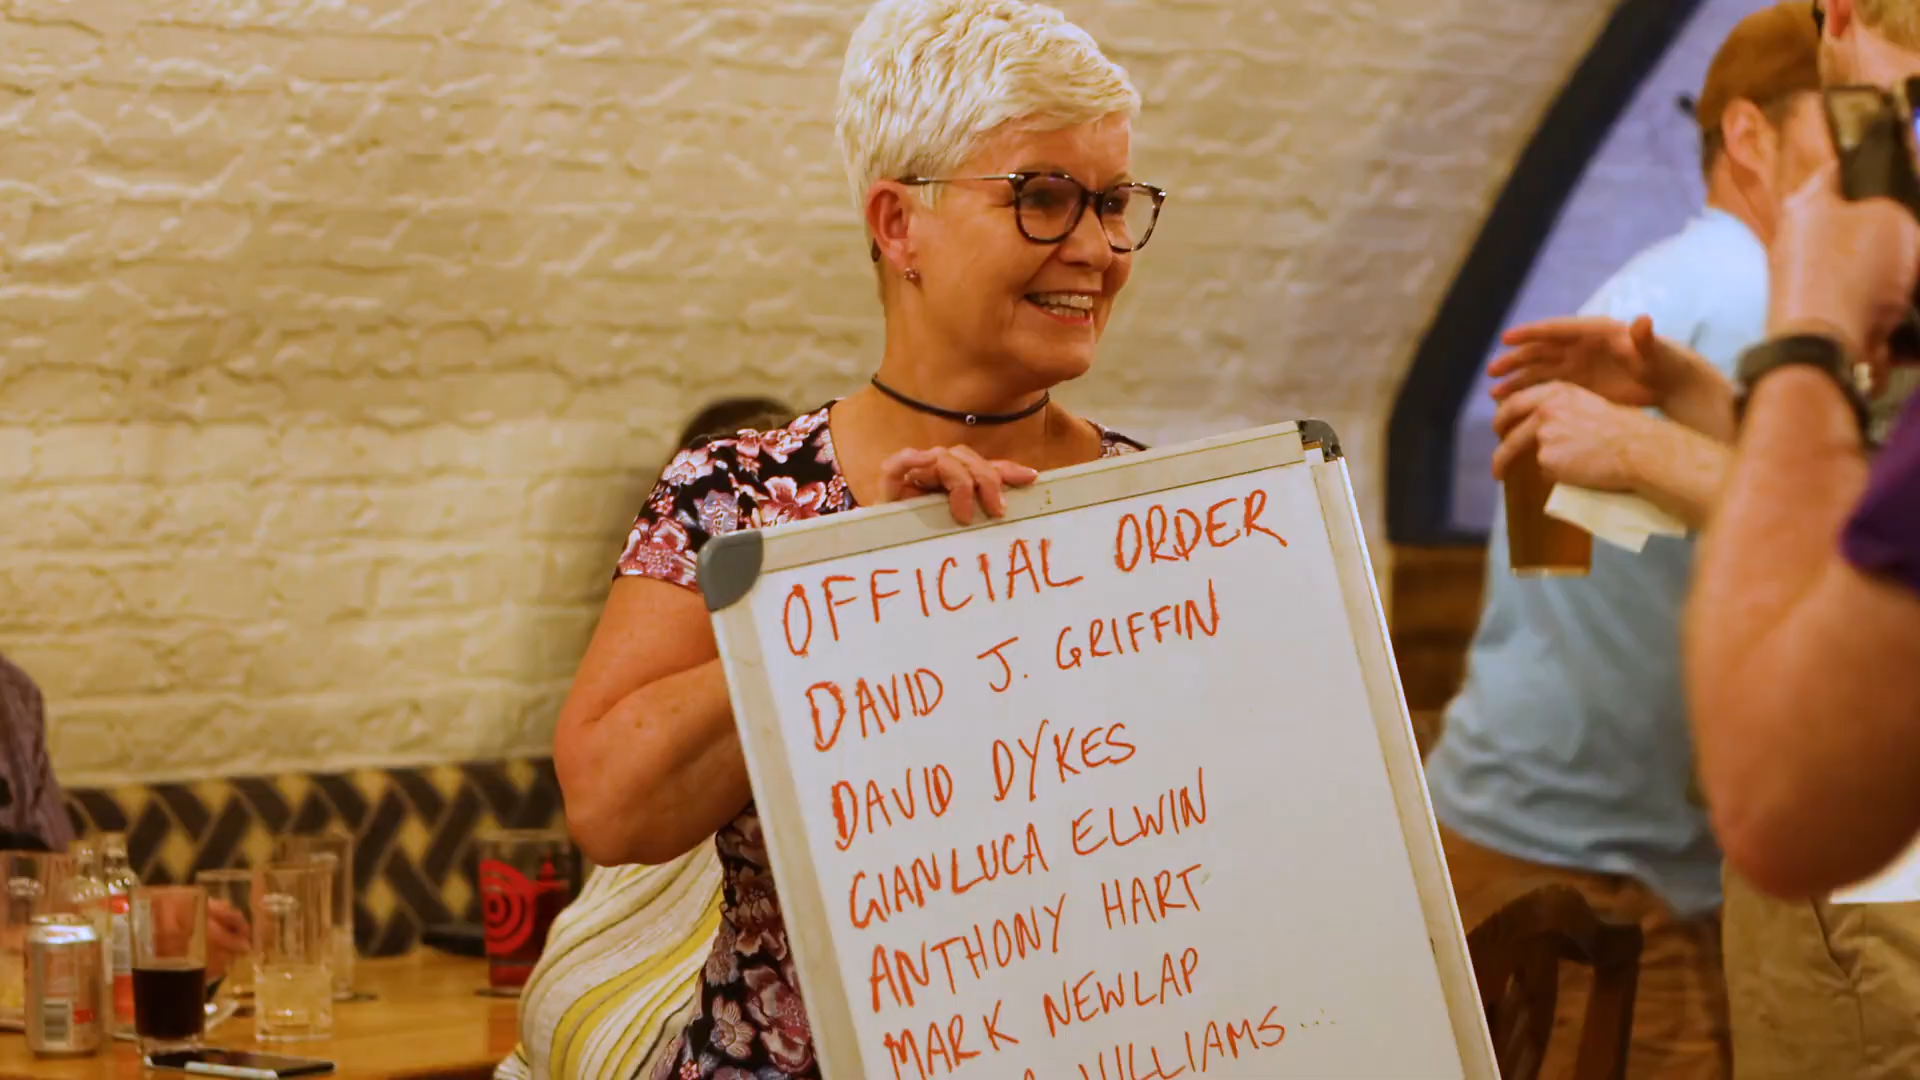 OFFICIAL ORDER
DAVID J. GRIFFIN
DAVID DYKES
GIANLUCA ELWIN
ANTHONY HART
MARK NEWLAP
WILLIAMS...